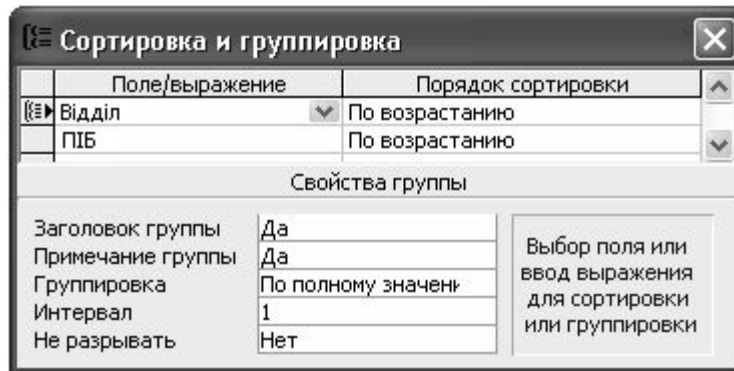 Сортировка и группировка
Поле/выражение Порядок сортировки
Відділ По возрастанию
ПІБ По возрастанию
Свойства группы
Заголовок группы Да
Примечание группы Да
Группировка По полному значени
Интервал 1
Не разрывать Нет
Выбор поля или
ввод выражения
для сортировки
или группировки